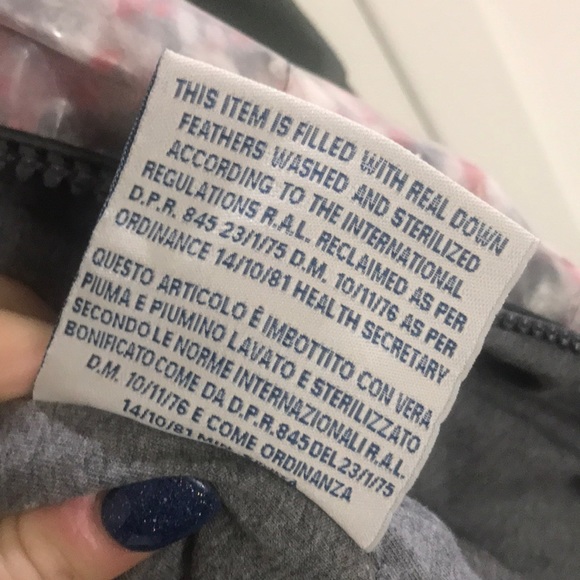 THIS ITEM IS FILLED WITH REAL DOWN
FEATHERS WASHED AND STERILIZED
ACCORDING TO THE INTERNATIONAL
REGULATIONS R.A.L. RECLAIMED AS PER
D.P.R. 845 23/1/75 D.M. 10/11/76 AS PER
ORDINANCE 14/10/81 HEALTH SECRETARY
QUESTO ARTICOLO È IMBOTTITO CON VERA
PIUMA E PIUMINO LAVATO E STERILIZZATO
SECONDO LE NORME INTERNAZIONALI R.A.L.
BONIFICATO COME DA D.P.R. 845 DEL 23/1/75
D.M. 10/11/76 E COME ORDINANZA
14/10/81